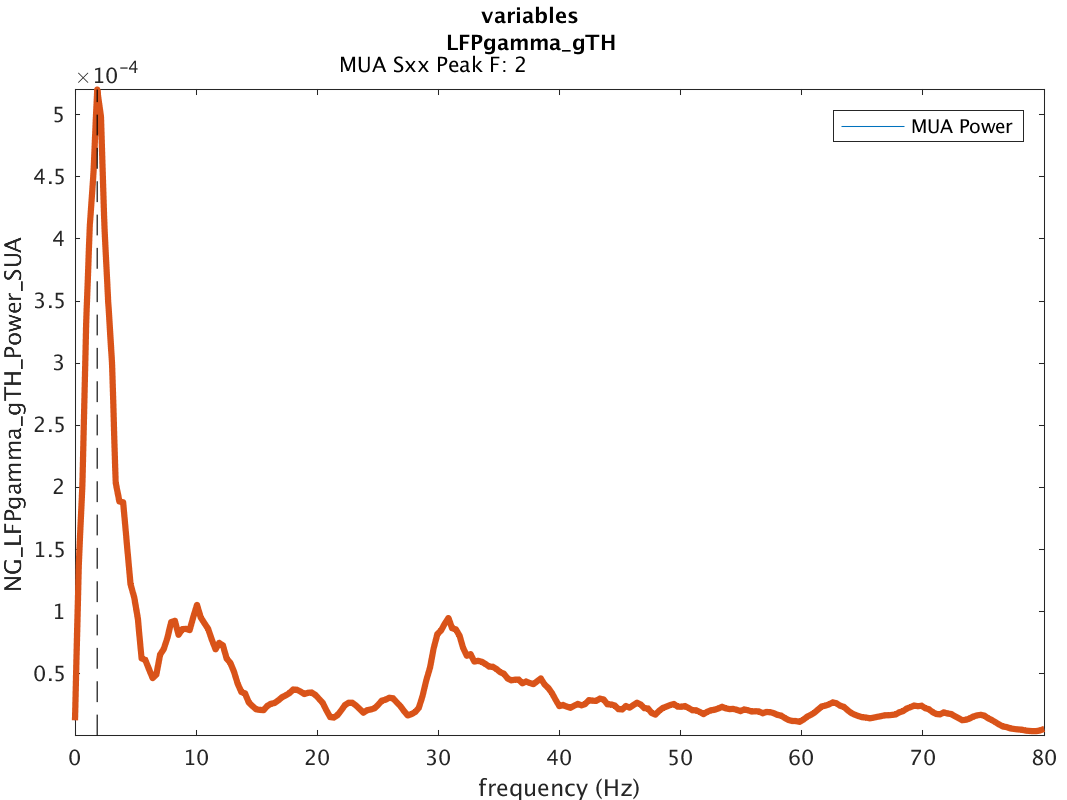 variables
LFPgamma_gTH
MUA Sxx Peak F: 2
×10⁻⁴
MUA Power
5
4.5
4
3.5
3
2.5
2
1.5
1
0.5
NG_LFPgamma_gTH_Power_SUA
0 10 20 30 40 50 60 70 80
frequency (Hz)